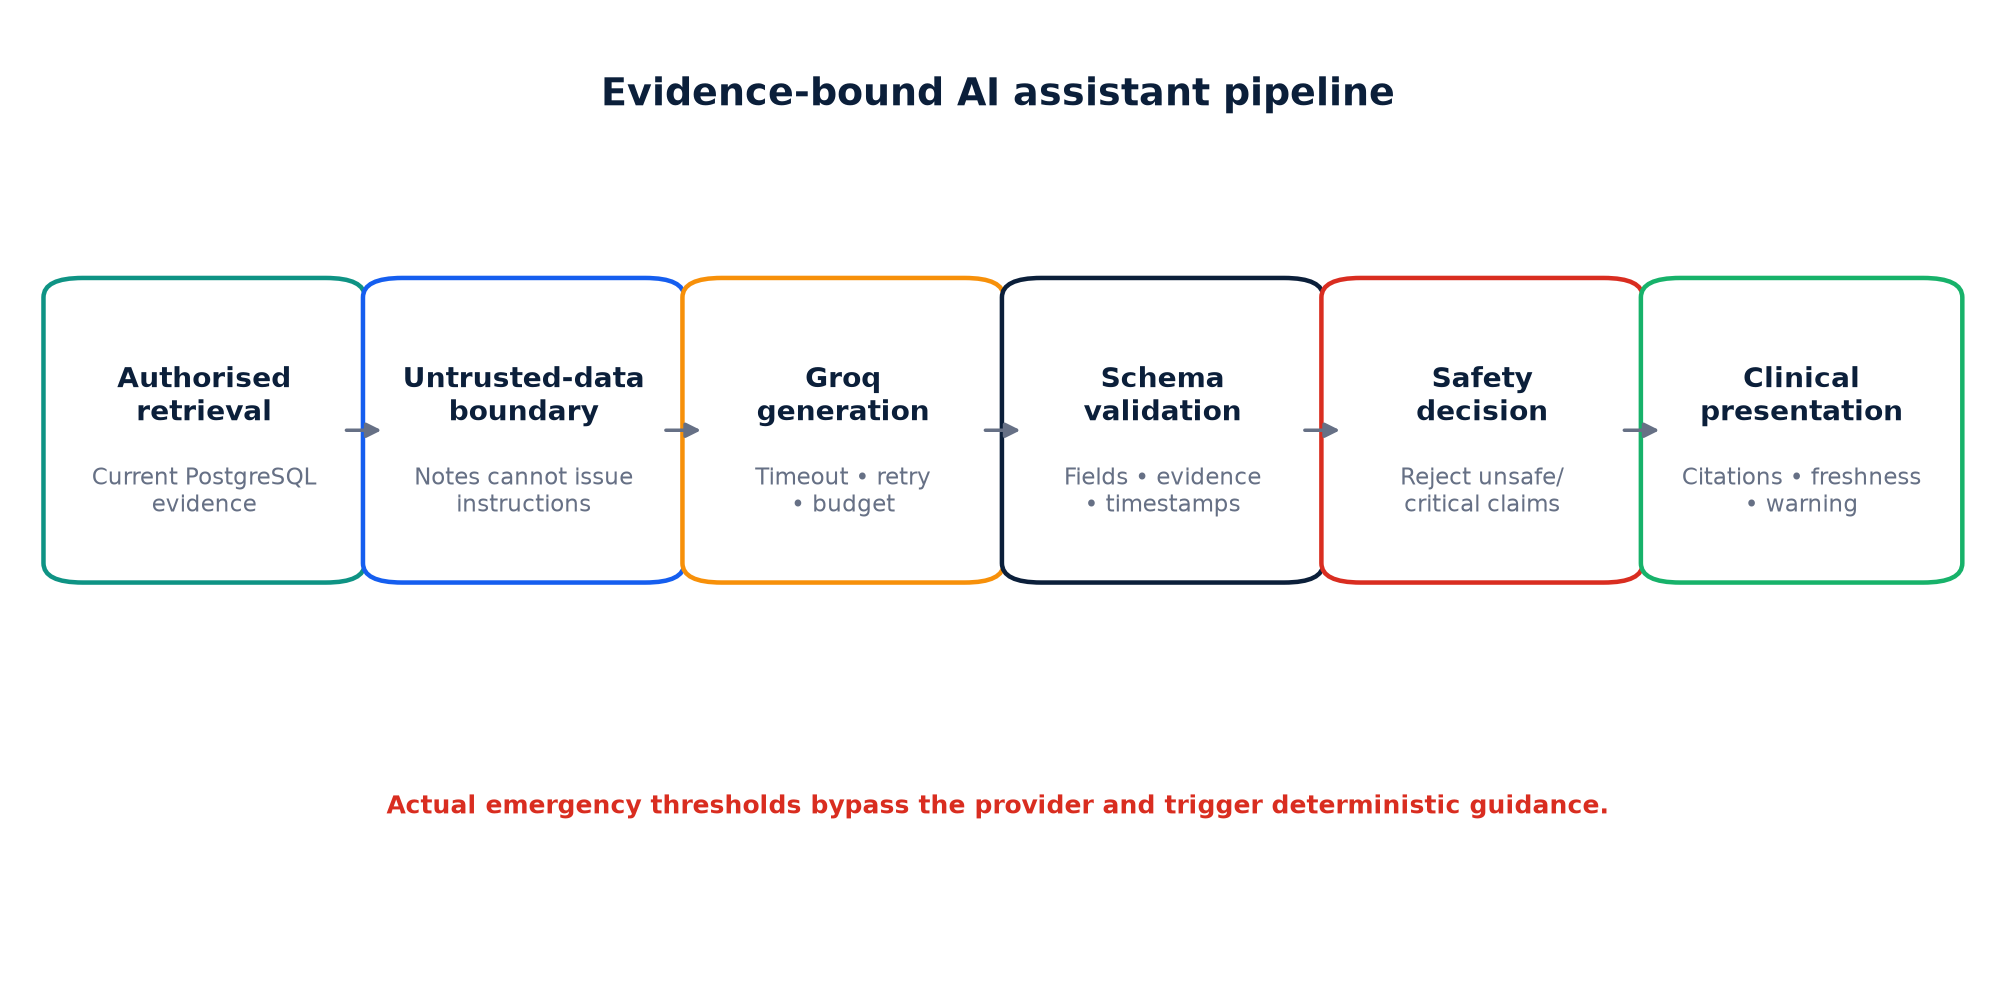 Evidence-bound AI assistant pipeline
Authorised
retrieval
Current PostgreSQL
evidence
Untrusted-data
boundary
Notes cannot issue
instructions
Groq
generation
Timeout • retry
• budget
Schema
validation
Fields • evidence
• timestamps
Safety
decision
Reject unsafe/
critical claims
Clinical
presentation
Citations • freshness
• warning
Actual emergency thresholds bypass the provider and trigger deterministic guidance.